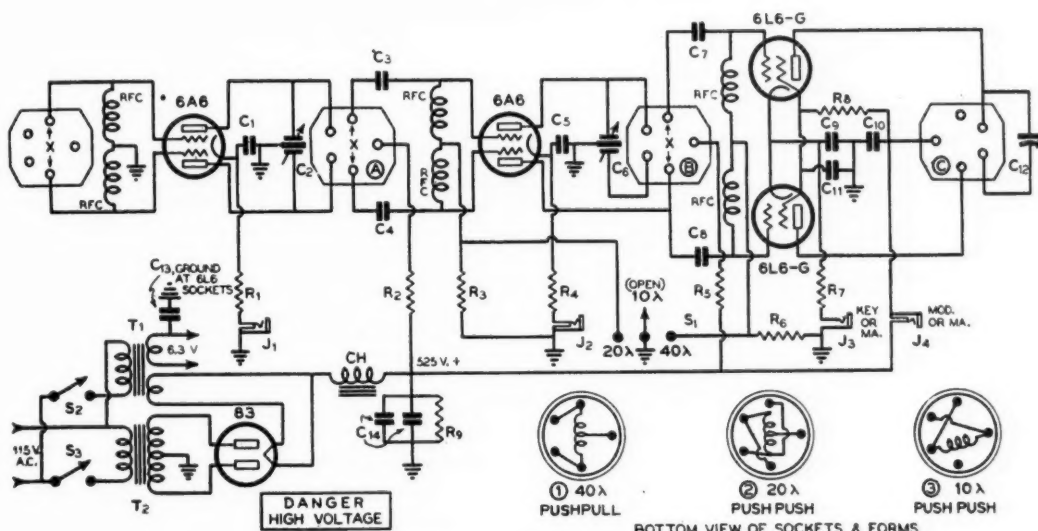 6L6-G
C3
C7
RFC
6A6
C1
C2
X
A
RFC
6A6
C5
C6
X
B
RFC
R8
C9
C10
C
C12
RFC
RFC
C4
C11
RFC
C8
6L6-G
C13, GROUND
AT 6L6
SOCKETS
R1
R2
R3
R4
(OPEN)
10λ
R5
S1
R6
R7
KEY
OR
MA.
MOD.
OR MA.
J1
J2
20λ
40λ
J3
J4
T1
6.3 V
CH
525 V. +
S2
83
C14
R9
115 V.
A.C.
S3
T2
DANGER
HIGH VOLTAGE
① 40λ
PUSHPULL
② 20λ
PUSH PUSH
③ 10λ
PUSH PUSH
BOTTOM VIEW OF SOCKETS & FORMS